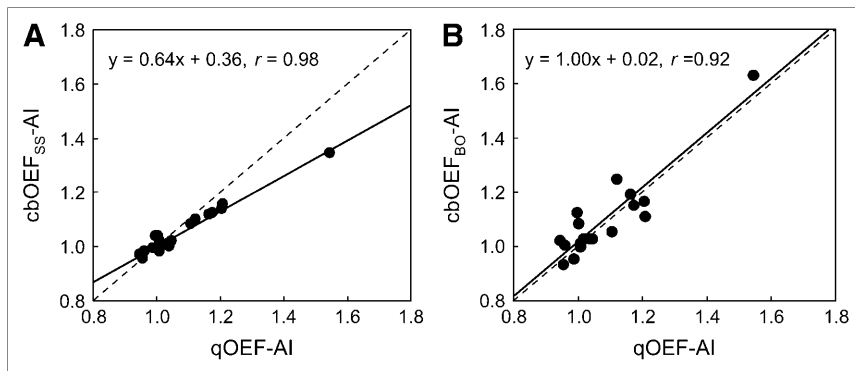 A
y = 0.64x + 0.36, r = 0.98
cbOEFSS-AI
1.8
1.6
1.4
1.2
1.0
0.8
0.8 1.0 1.2 1.4 1.6 1.8
qOEF-AI
B
y = 1.00x + 0.02, r =0.92
cbOEFBO-AI
1.8
1.6
1.4
1.2
1.0
0.8
0.8 1.0 1.2 1.4 1.6 1.8
qOEF-AI